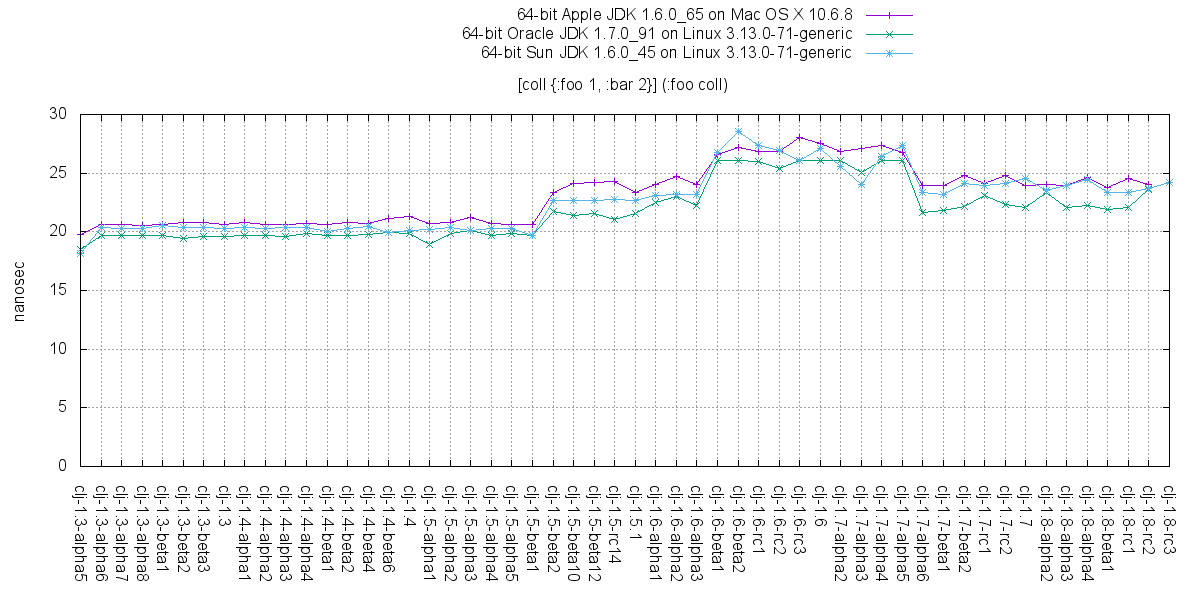 64-bit Apple JDK 1.6.0_65 on Mac OS X 10.6.8
64-bit Oracle JDK 1.7.0_91 on Linux 3.13.0-71-generic
64-bit Sun JDK 1.6.0_45 on Linux 3.13.0-71-generic
[coll {:foo 1, :bar 2}] (:foo coll)
30
25
20
15
10
5
0
nanosec
clj-1.3-alpha5
clj-1.3-alpha6
clj-1.3-alpha7
clj-1.3-alpha8
clj-1.3-beta1
clj-1.3-beta2
clj-1.3-beta3
clj-1.3
clj-1.4-alpha1
clj-1.4-alpha2
clj-1.4-alpha3
clj-1.4-alpha4
clj-1.4-beta1
clj-1.4-beta2
clj-1.4-beta4
clj-1.4-beta6
clj-1.4
clj-1.5-alpha1
clj-1.5-alpha2
clj-1.5-alpha3
clj-1.5-alpha4
clj-1.5-alpha5
clj-1.5-beta1
clj-1.5-beta2
clj-1.5-beta10
clj-1.5-beta12
clj-1.5-rc14
clj-1.5.1
clj-1.6-alpha1
clj-1.6-alpha2
clj-1.6-alpha3
clj-1.6-beta1
clj-1.6-beta2
clj-1.6-rc1
clj-1.6-rc2
clj-1.6-rc3
clj-1.6
clj-1.7-alpha2
clj-1.7-alpha3
clj-1.7-alpha4
clj-1.7-alpha5
clj-1.7-alpha6
clj-1.7-beta1
clj-1.7-beta2
clj-1.7-rc1
clj-1.7-rc2
clj-1.7
clj-1.8-alpha2
clj-1.8-alpha3
clj-1.8-alpha4
clj-1.8-beta1
clj-1.8-rc1
clj-1.8-rc2
clj-1.8-rc3